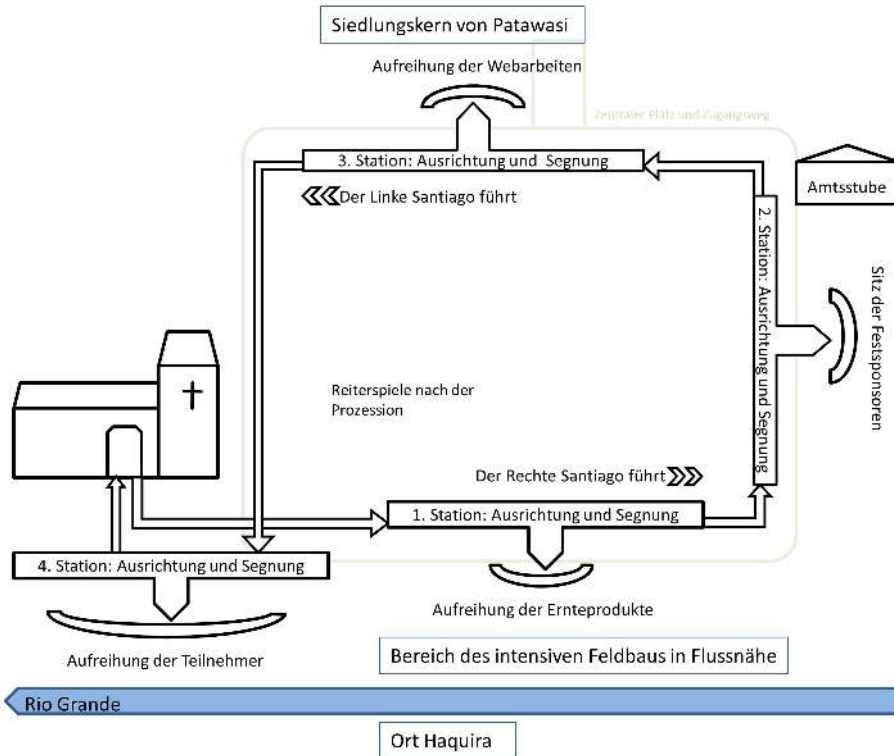 Siedlungskern von Patawasi
Aufreihung der Webarbeiten
Zentraler Platz und Zugangsweg
3. Station: Ausrichtung und Segnung
Amtsstube
Der Linke Santiago führt
2. Station: Ausrichtung und Segnung
Sitz der Festsponsoren
Reiterspiele nach der
Prozession
Der Rechte Santiago führt
1. Station: Ausrichtung und Segnung
4. Station: Ausrichtung und Segnung
Aufreihung der Ernteprodukte
Aufreihung der Teilnehmer
Bereich des intensiven Feldbaus in Flussnähe
Rio Grande
Ort Haquira